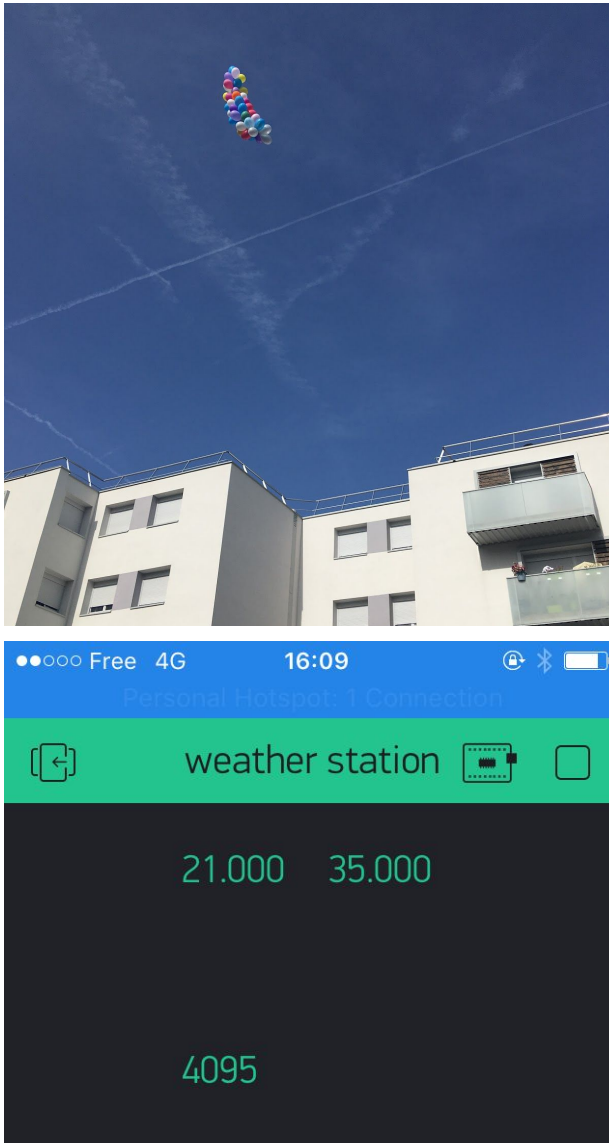 Free 4G 16:09
Personal Hotspot: 1 Connection
weather station
21.000 35.000
4095